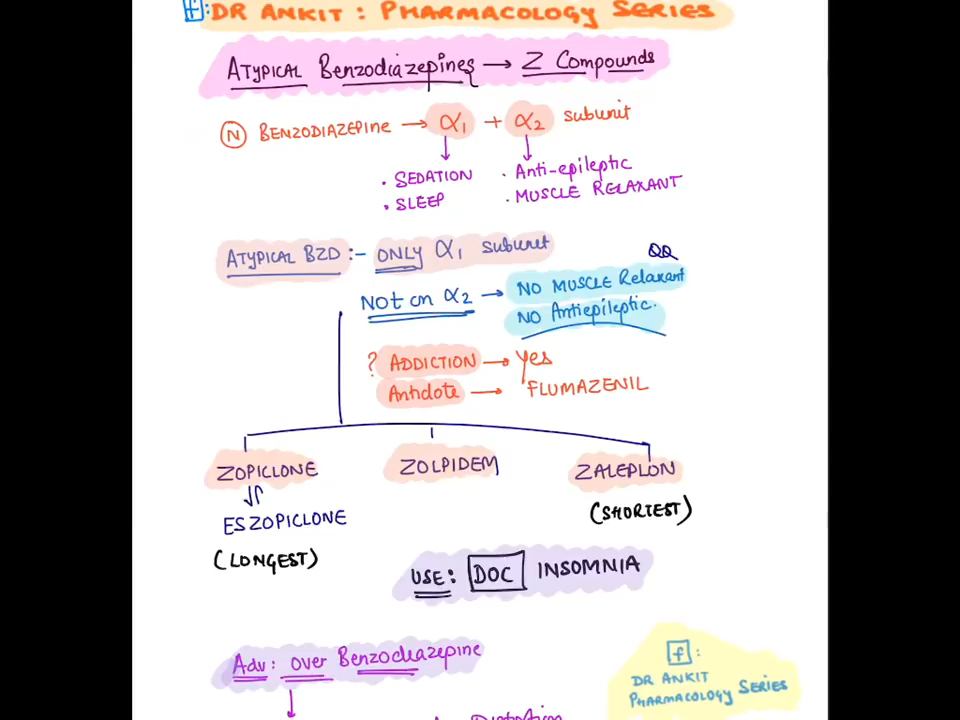 f : DR ANKIT : PHARMACOLOGY SERIES
ATYPICAL Benzodiazepines → Z Compounds
N BENZODIAZEPINE → α1 + α2 subunit
• SEDATION
• SLEEP
• Anti-epileptic
• MUSCLE RELAXANT
ATYPICAL BZD :- ONLY α1 subunit
QQ
NOT on α2 → NO MUSCLE Relaxant
NO Antiepileptic.
? ADDICTION → Yes
Antidote → FLUMAZENIL
ZOPICLONE ZOLPIDEM ZALEPLON
ESZOPICLONE
(SHORTEST)
(LONGEST)
USE: DOC INSOMNIA
Adv: over Benzodiazepine
f :
DR ANKIT
PHARMACOLOGY SERIES